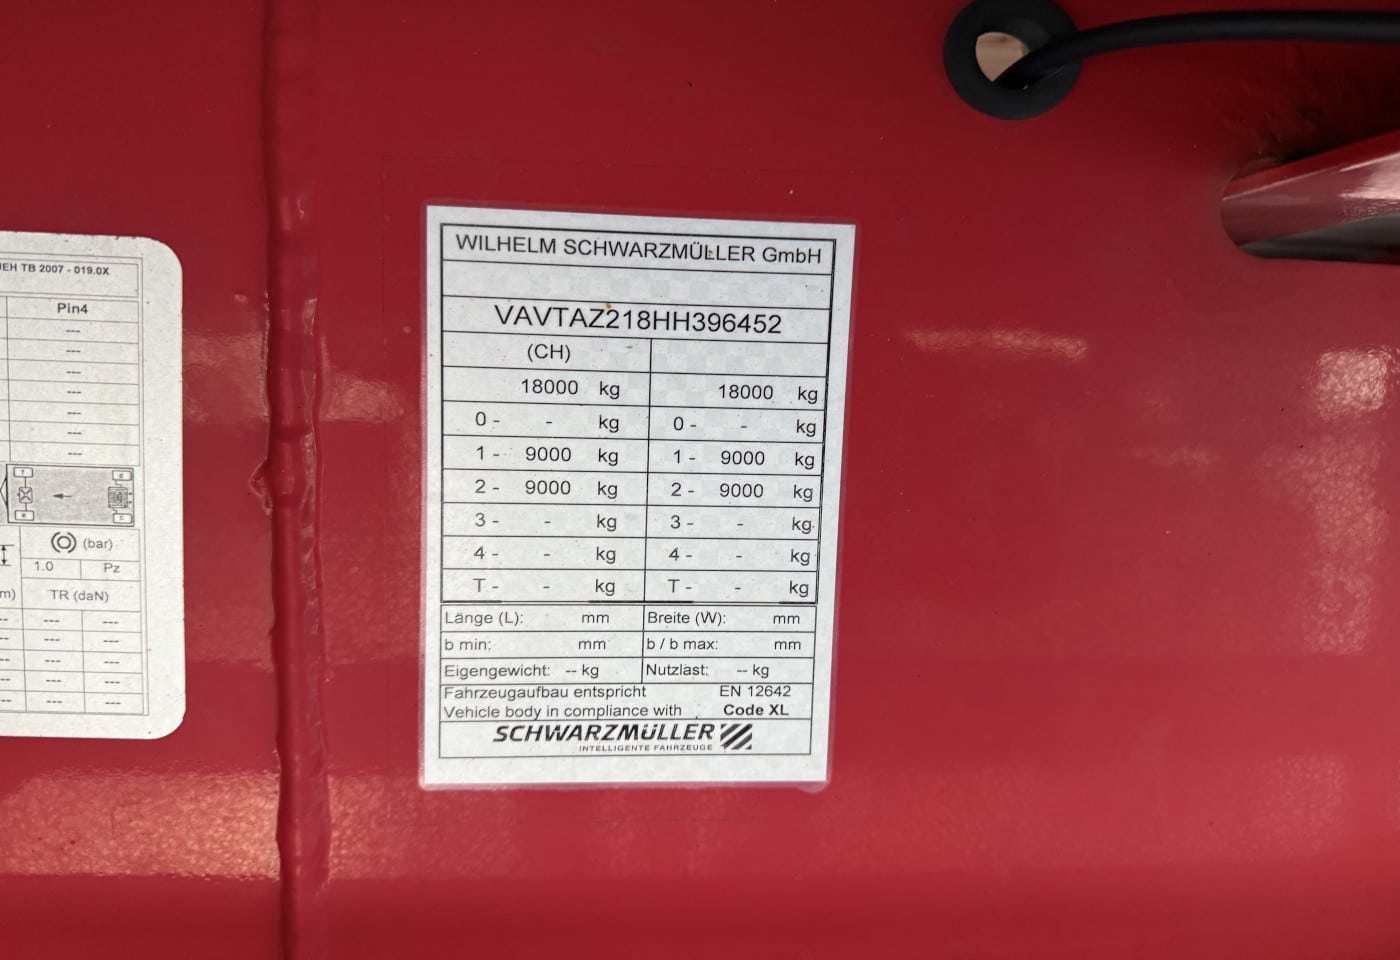 EH TB 2007 - 019.0X
Pin4
---
---
---
---
---
---
---
(bar)
1.0 Pz
m) TR (daN)
-- --- ---
-- --- ---
-- --- ---
-- --- ---
-- --- ---
WILHELM SCHWARZMÜLLER GmbH
VAVTAZ218HH396452
(CH)
18000 kg 18000 kg
0 - - kg 0 - - kg
1 - 9000 kg 1 - 9000 kg
2 - 9000 kg 2 - 9000 kg
3 - - kg 3 - - kg
4 - - kg 4 - - kg
T - - kg T - - kg
Länge (L): mm Breite (W): mm
b min: mm b / b max: mm
Eigengewicht: -- kg Nutzlast: -- kg
Fahrzeugaufbau entspricht EN 12642
Vehicle body in compliance with Code XL
SCHWARZMÜLLER
INTELLIGENTE FAHRZEUGE